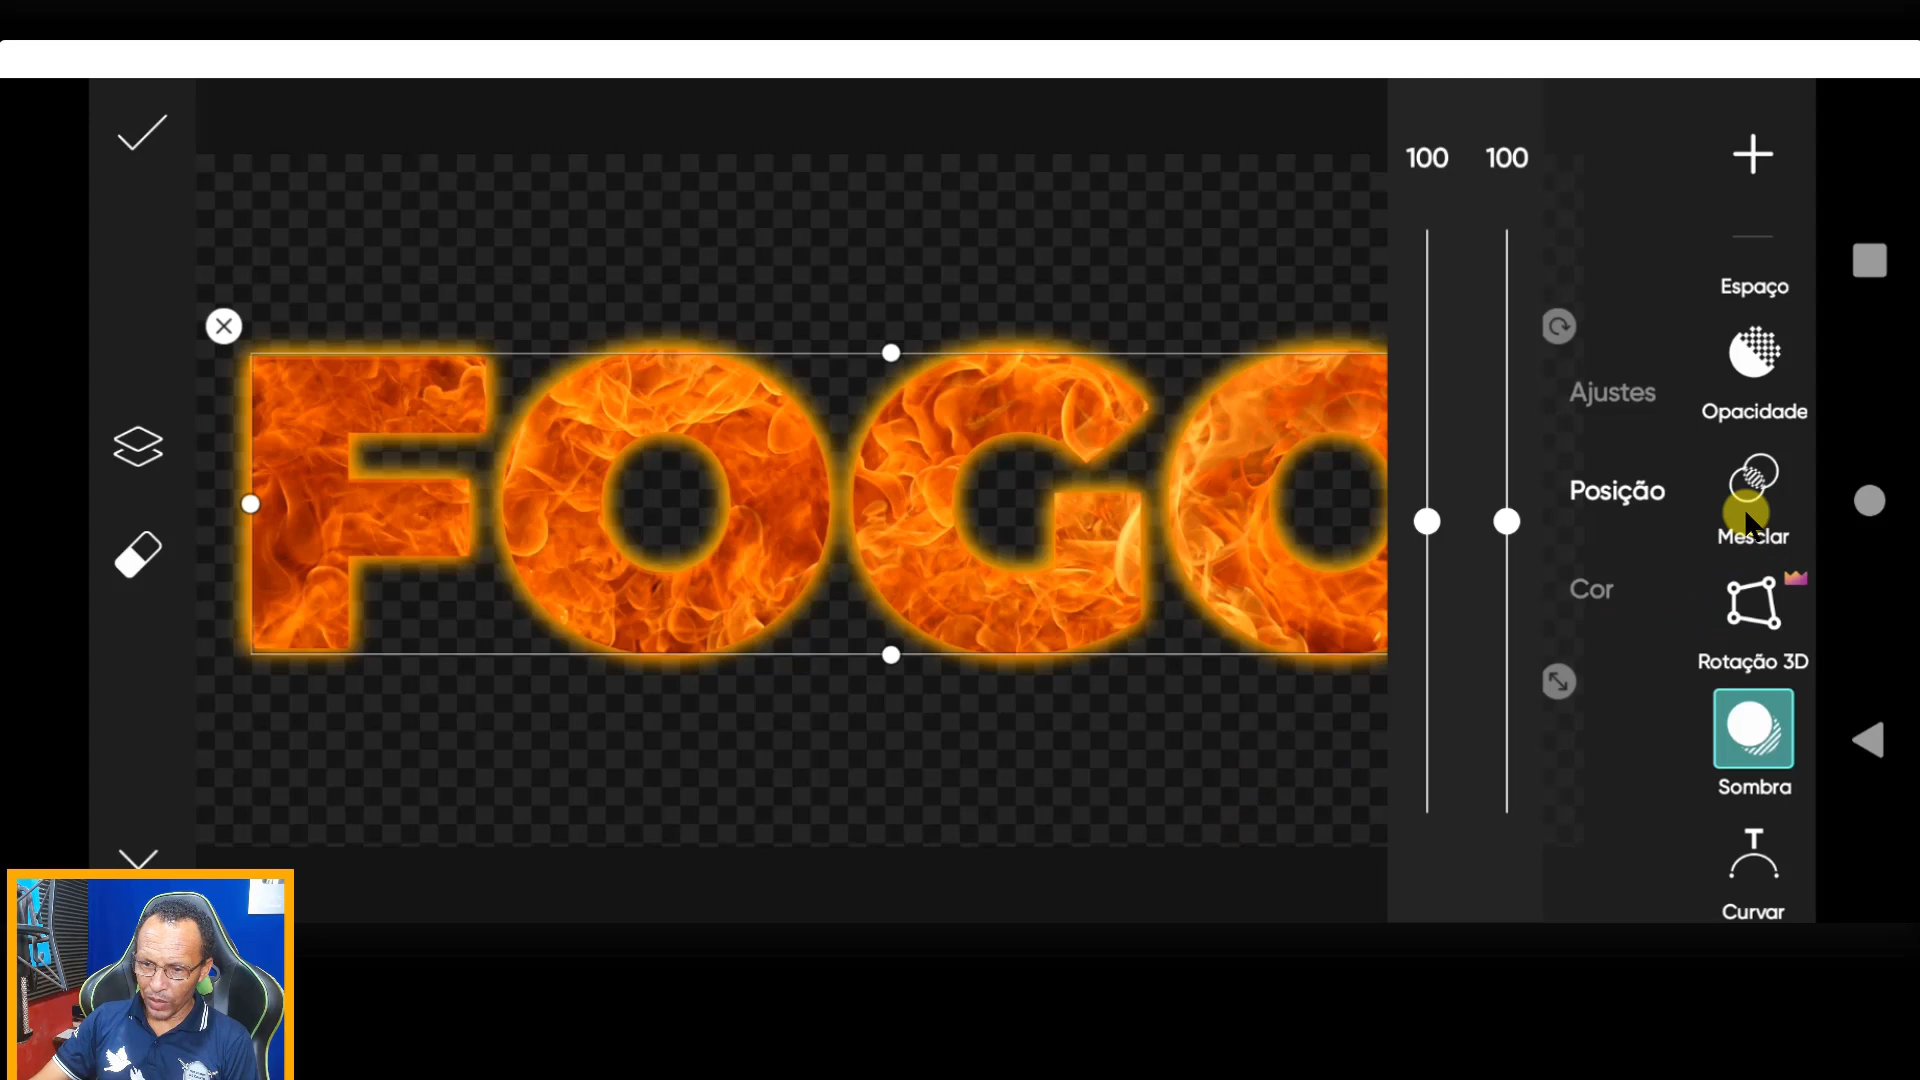 100 100
Espaço
Ajustes
Opacidade
Posição
Mesclar
Cor
Rotação 3D
Sombra
Curvar
FOGO